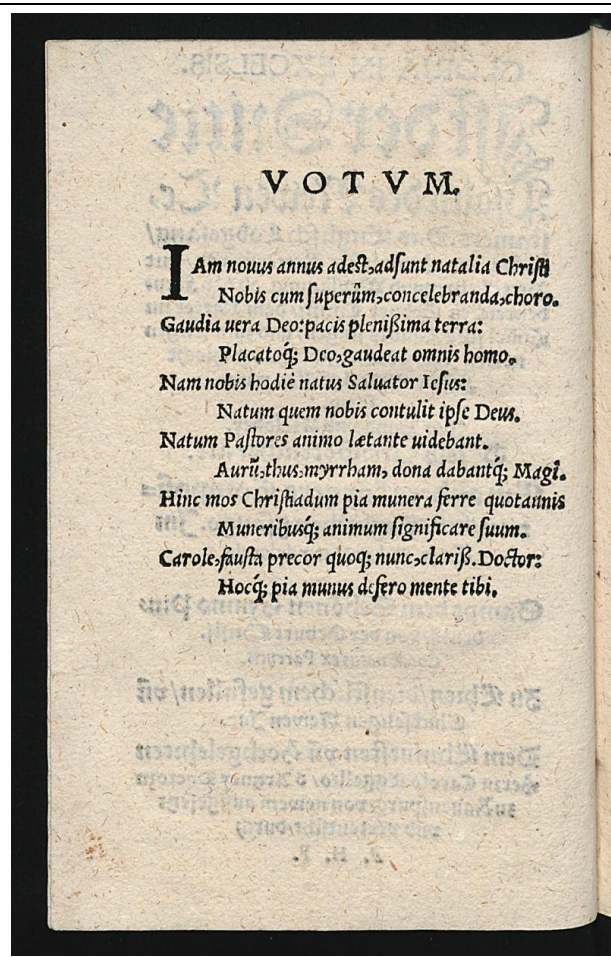 VOTVM.
IAm nouus annus adest, adsunt natalia Christi
Nobis cum superûm, concelebranda, choro.
Gaudia uera Deo: pacis plenißima terra:
Placatoq́; Deo, gaudeat omnis homo.
Nam nobis hodiè natus Saluator Iesus:
Natum quem nobis contulit ipse Deus.
Natum Pastores animo lætante uidebant.
Aurũ, thus, myrrham, dona dabantq́; Magi.
Hinc mos Christiadum pia munera ferre quotannis
Muneribusq́; animum significare suum.
Carole, fausta precor quoq; nunc, clariß. Doctor:
Hocq́; pia munus defero mente tibi.